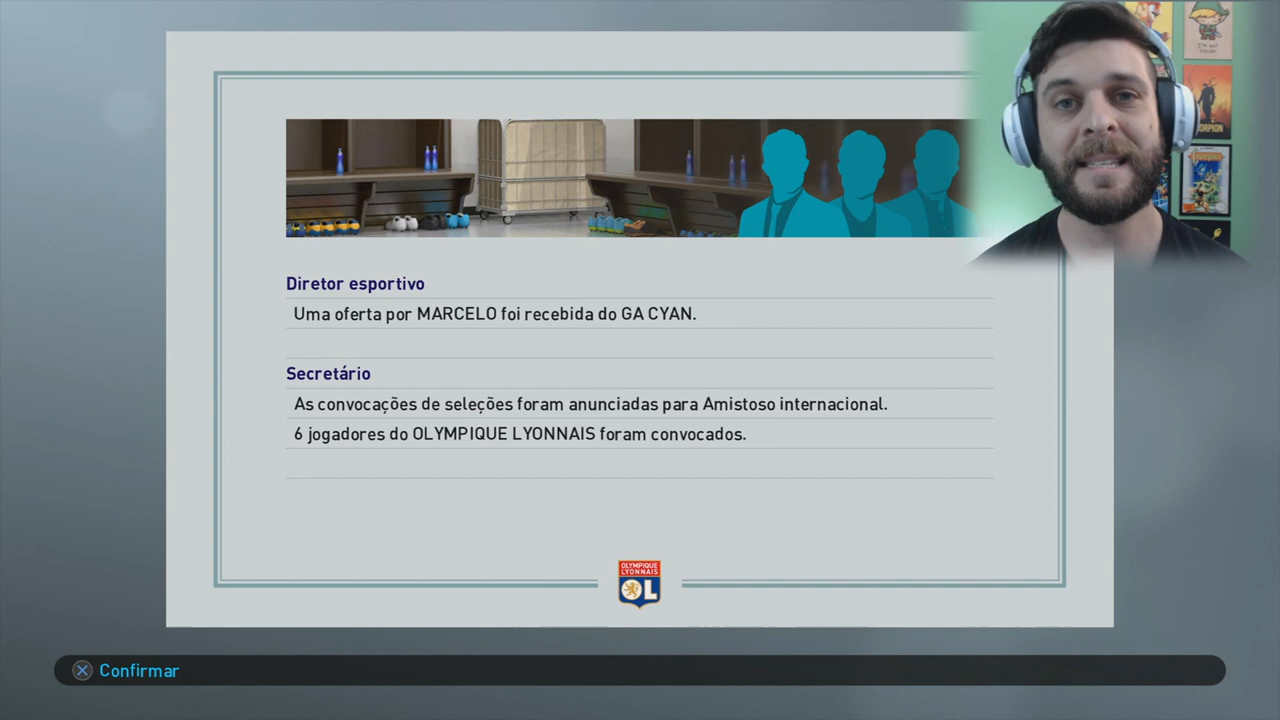 Diretor esportivo
Uma oferta por MARCELO foi recebida do GA CYAN.
Secretário
As convocações de seleções foram anunciadas para Amistoso internacional.
6 jogadores do OLYMPIQUE LYONNAIS foram convocados.
OLYMPIQUE
LYONNAIS
OL
Confirmar